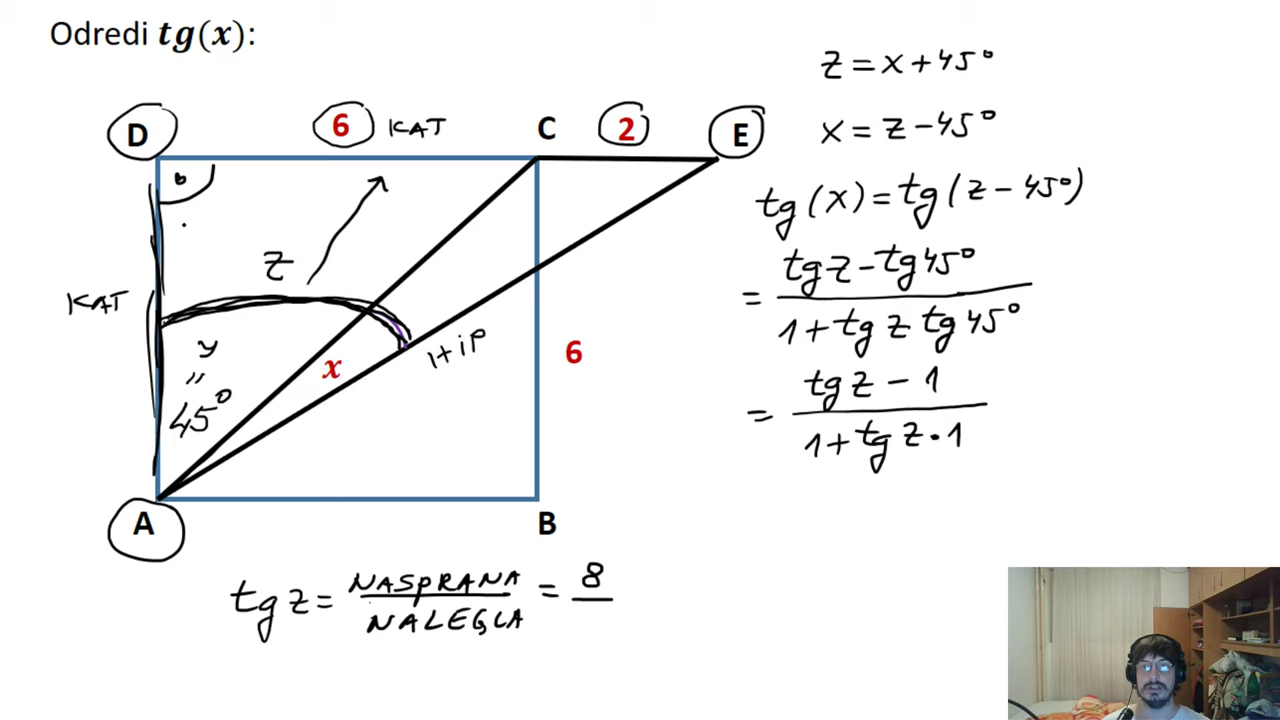 Odredi tg(x):
z = x + 45°
x = z − 45°
tg(x) = tg(z − 45°)
= tg z − tg 45° / 1 + tg z tg 45°
= tg z − 1 / 1 + tg z · 1
D 6 KAT C 2 E
z
KAT
y
"
45°
x
HIP
6
A
B
tg z = NASPRANA / NALEGLA = 8